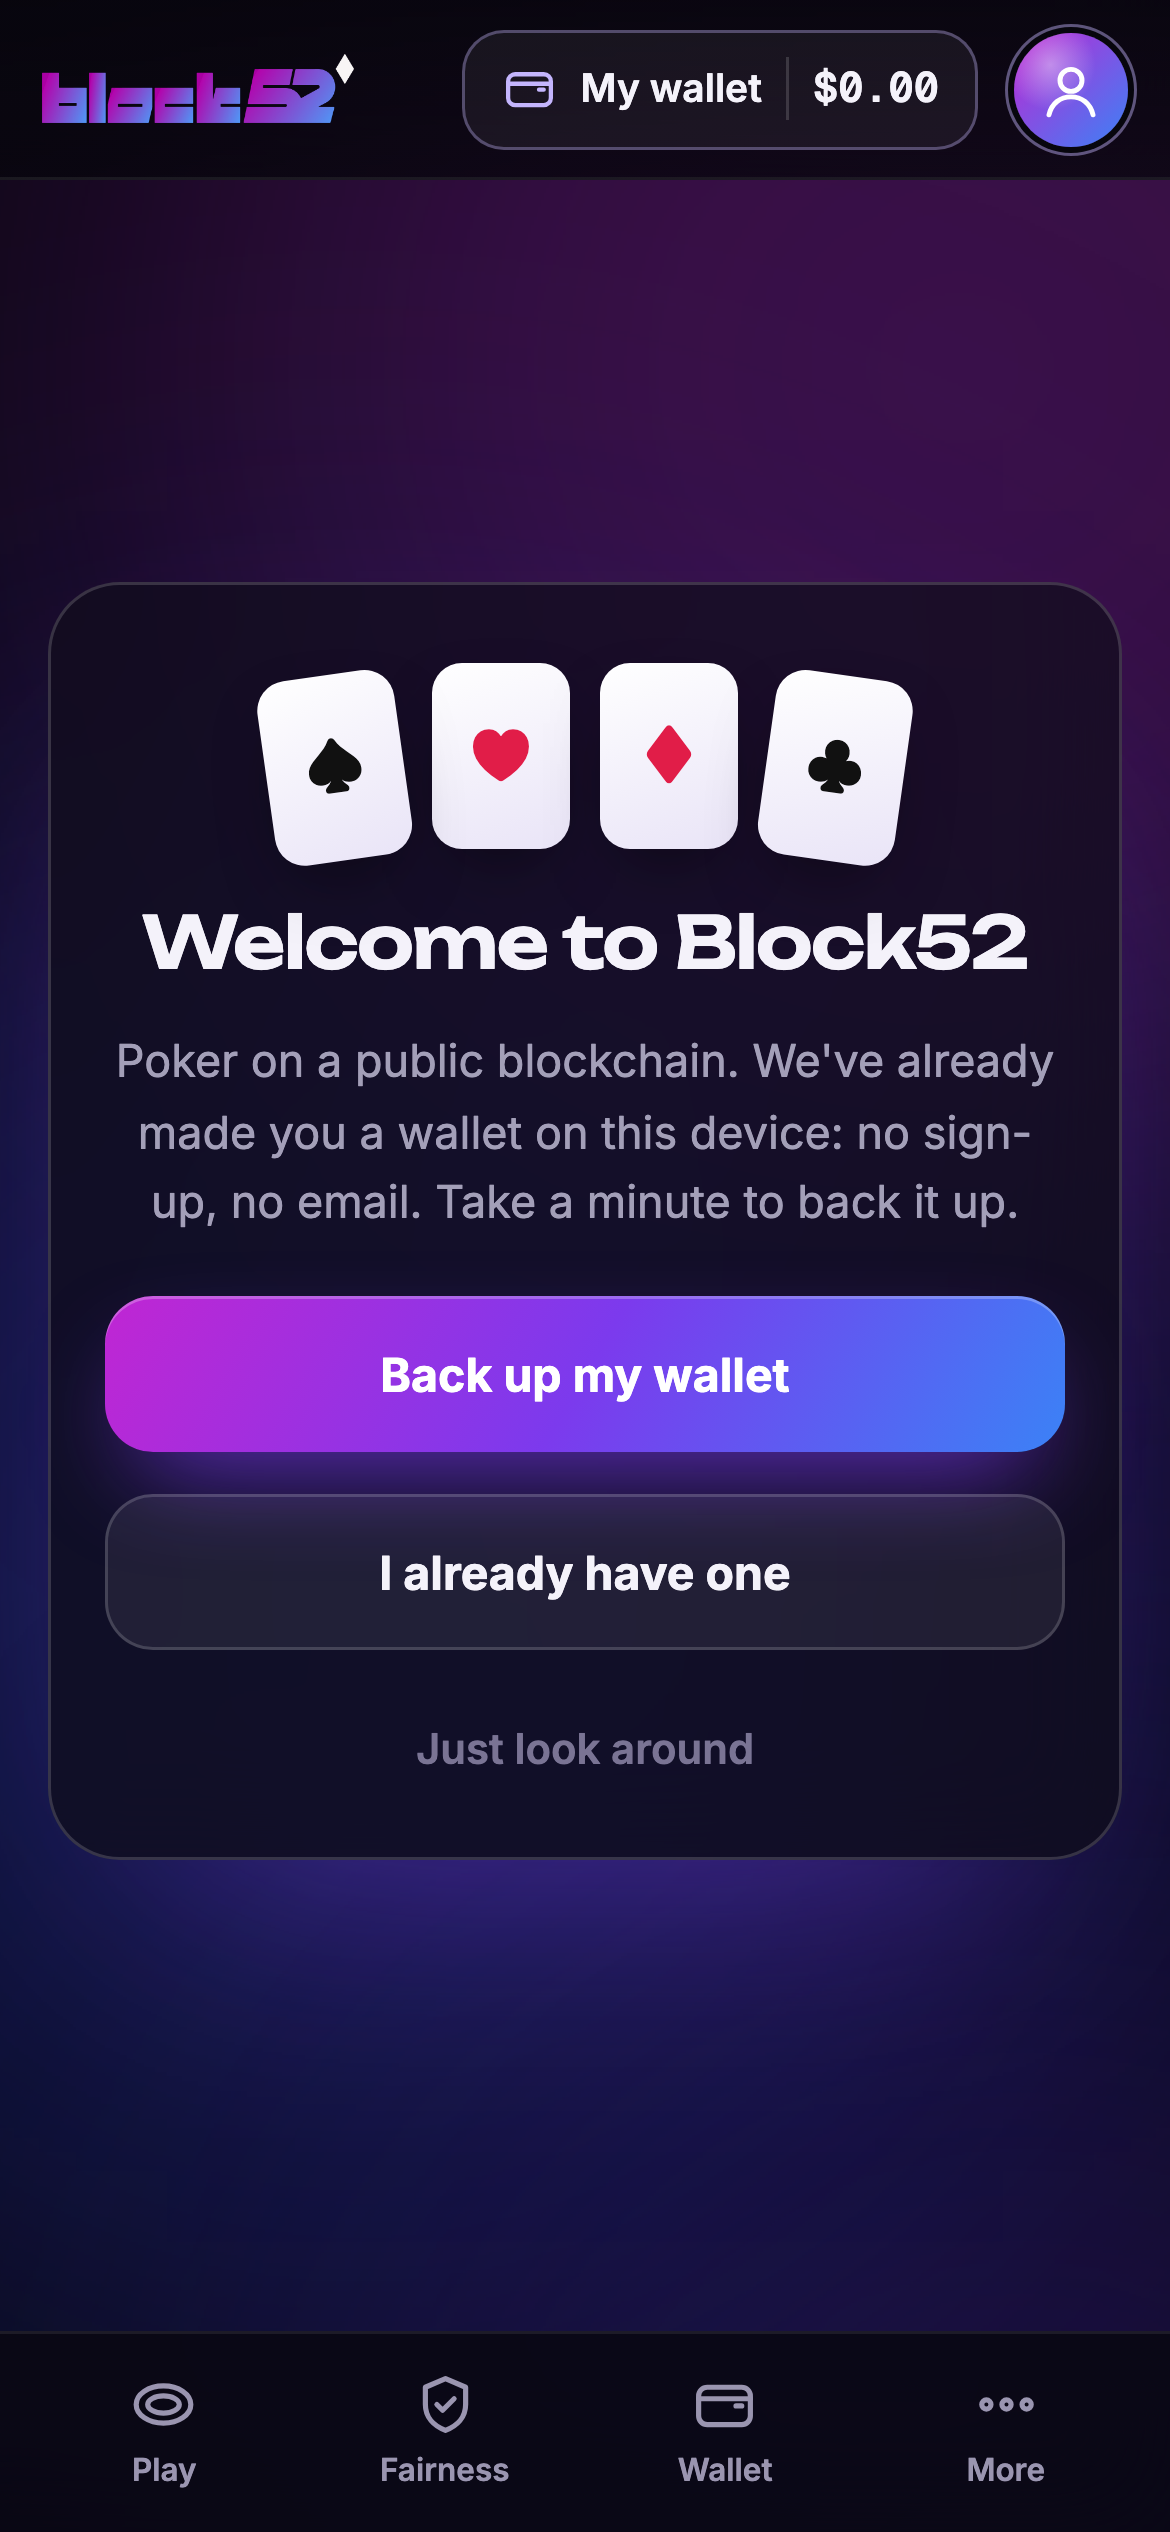 block52
My wallet $0.00
Welcome to Block52
Poker on a public blockchain. We've already
made you a wallet on this device: no sign-
up, no email. Take a minute to back it up.
Back up my wallet
I already have one
Just look around
Play Fairness Wallet More